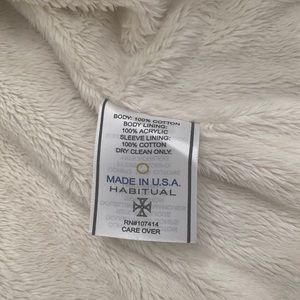 BODY: 100% COTTON
BODY LINING:
100% ACRYLIC
SLEEVE LINING:
100% COTTON
DRY CLEAN ONLY.
MADE IN U.S.A.
HABITUAL
RN#107414
CARE OVER